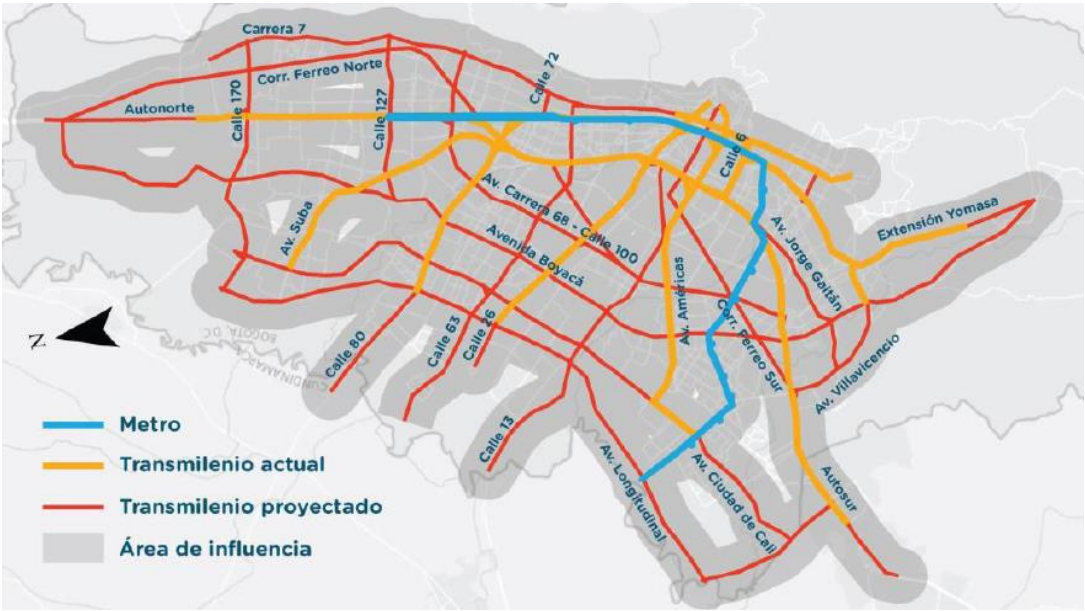 Carrera 7
Corr. Ferreo Norte
Calle 72
Autonorte
Calle 170
Calle 127
Calle 6
Av. Suba
Av. Carrera 68 - Calle 100
Avenida Boyacá
Av. Jorge Gaitán
Extensión Yomasa
Av. Américas
Corr. Ferreo Sur
N
BOGOTÁ DC
CUNDINAMARCA
Calle 80
Calle 63
Calle 26
Av. Villavicencio
Calle 13
Av. Longitudinal
Av. Ciudad de Cali
Autosur
Metro
Transmilenio actual
Transmilenio proyectado
Área de influencia